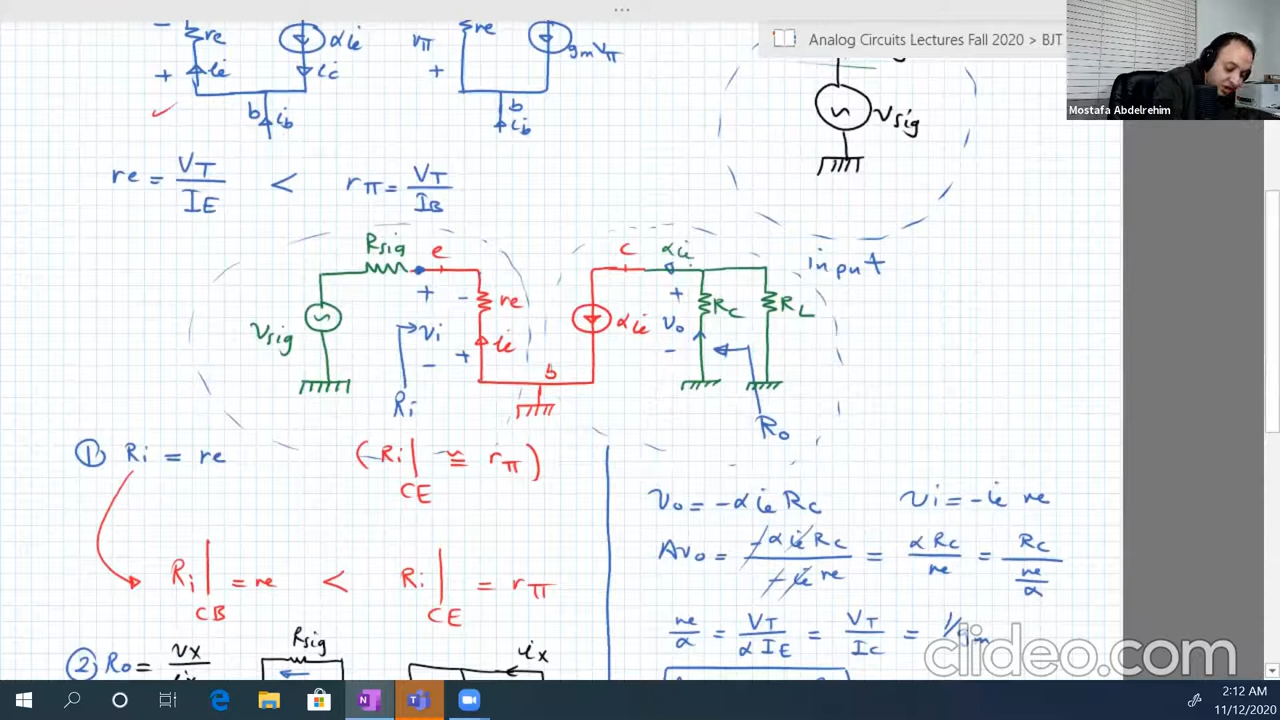 ...
Analog Circuits Lectures Fall 2020 > BJT
Mostafa Abdelrehim
- re αie
+ ie ic
b ib
vπ re gmvπ
+
b
ib
vsig
re = VT/IE < rπ = VT/IB
Rsig e c αie input
+ - re + RC RL
vsig vi ie αie vo
- + b -
Ri Ro
① Ri = re (Ri|CE ≅ rπ)
Ri|CB = re < Ri|CE = rπ
vo = -α ie RC vi = -ie re
Avo = -α ie RC / -ie re = α RC / re = RC / (re/α)
re/α = VT/(α IE) = VT/IC = 1/gm
② Ro = vx/ix Rsig ix
clideo.com
2:12 AM
11/12/2020